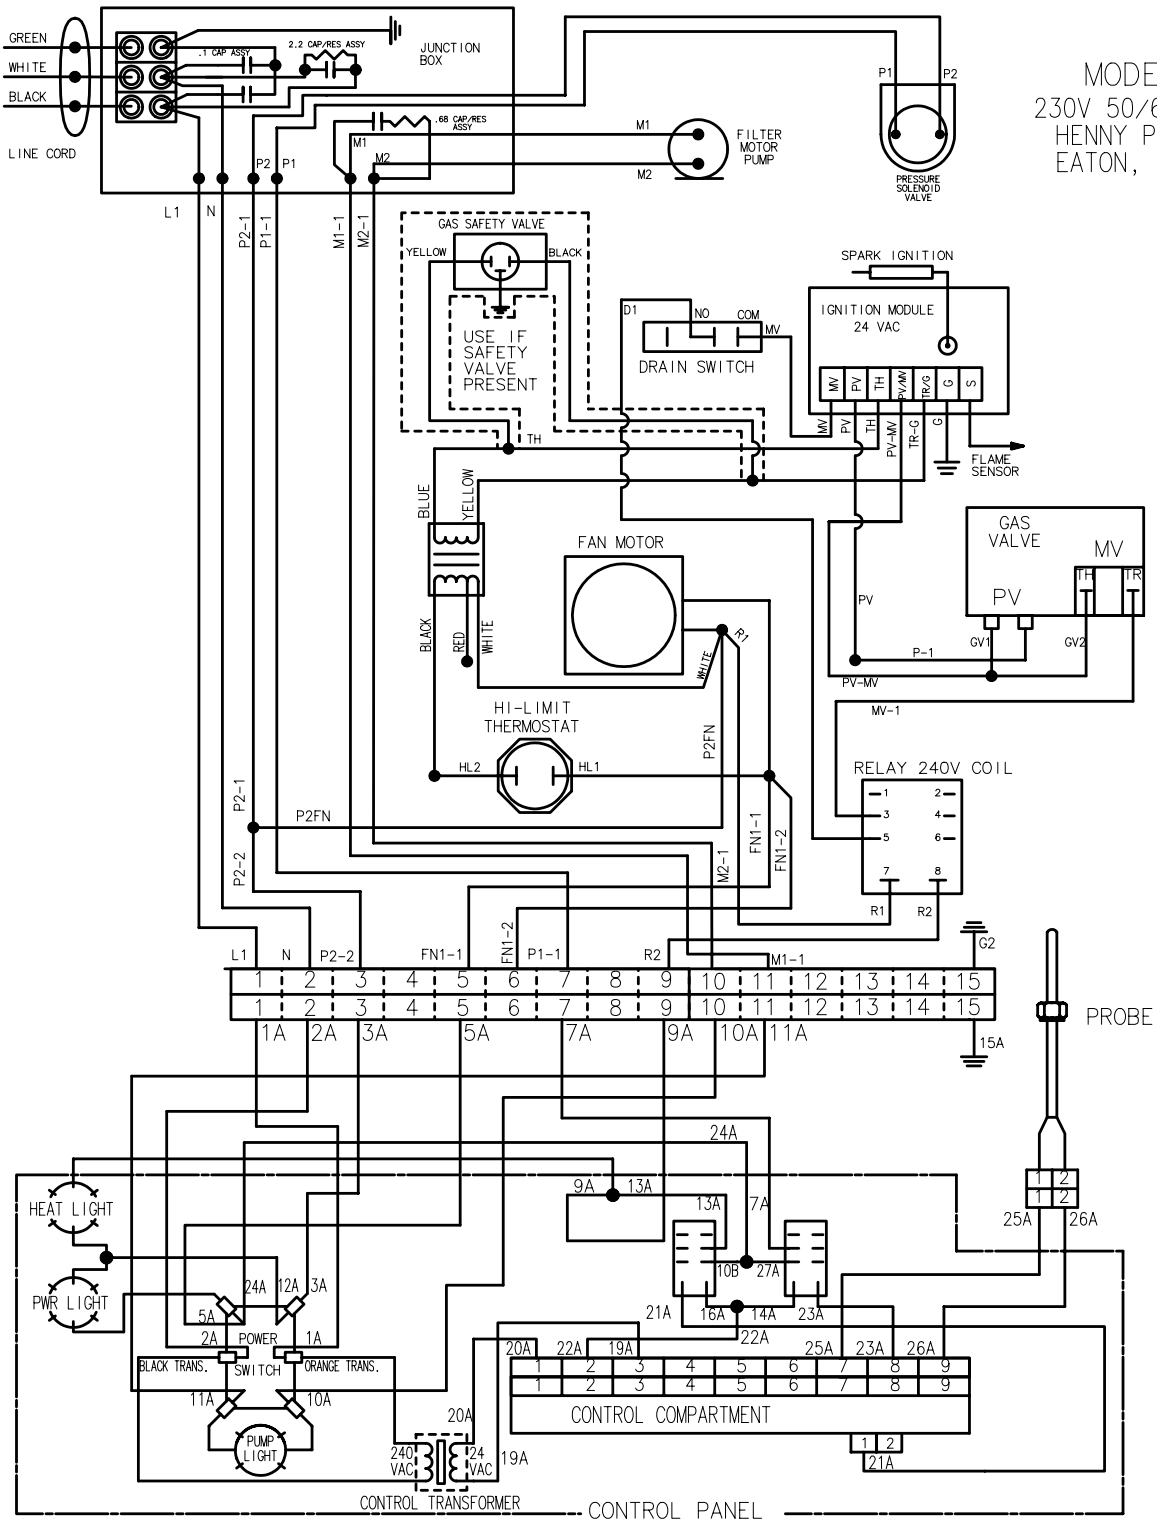 GREEN
WHITE
BLACK
LINE CORD
.1 CAP ASSY
2.2 CAP/RES ASSY
JUNCTION
BOX
.68 CAP/RES
ASSY
M1
M2
P2
P1
M1
M2
FILTER
MOTOR
PUMP
P1
P2
PRESSURE
SOLENOID
VALVE
MODE
230V 50/6
HENNY P
EATON,
L1
N
P2-1
P1-1
M1-1
M2-1
GAS SAFETY VALVE
YELLOW
BLACK
USE IF
SAFETY
VALVE
PRESENT
D1
NO
COM
MV
DRAIN SWITCH
SPARK IGNITION
IGNITION MODULE
24 VAC
MV
PV
TH
PV/MV
TR/G
G
S
MV
PV
TH
PV-MV
TR-G
G
FLAME
SENSOR
TH
BLUE
YELLOW
FAN MOTOR
GAS
VALVE
MV
TH
TR
PV
PV
GV1
GV2
P-1
PV-MV
MV-1
BLACK
RED
WHITE
WHITE
R1
HI-LIMIT
THERMOSTAT
HL2
HL1
P2FN
RELAY 240V COIL
1
2
3
4
5
6
7
8
R1
R2
P2-1
P2FN
P2-2
M2-1
FN1-1
FN1-2
L1
N
P2-2
FN1-1
FN1-2
P1-1
R2
M1-1
G2
1 2 3 4 5 6 7 8 9 10 11 12 13 14 15
1 2 3 4 5 6 7 8 9 10 11 12 13 14 15
1A
2A
3A
5A
7A
9A
10A
11A
15A
PROBE
24A
HEAT LIGHT
9A
13A
13A
7A
1 2
1 2
25A
26A
PWR LIGHT
24A
12A
3A
10B
27A
5A
21A
16A
14A
23A
2A
POWER
1A
22A
BLACK TRANS.
SWITCH
ORANGE TRANS.
20A
22A
19A
25A
23A
26A
1 2 3 4 5 6 7 8 9
1 2 3 4 5 6 7 8 9
11A
10A
CONTROL COMPARTMENT
PUMP
LIGHT
20A
240
VAC
24
VAC
19A
1 2
21A
CONTROL TRANSFORMER
CONTROL PANEL